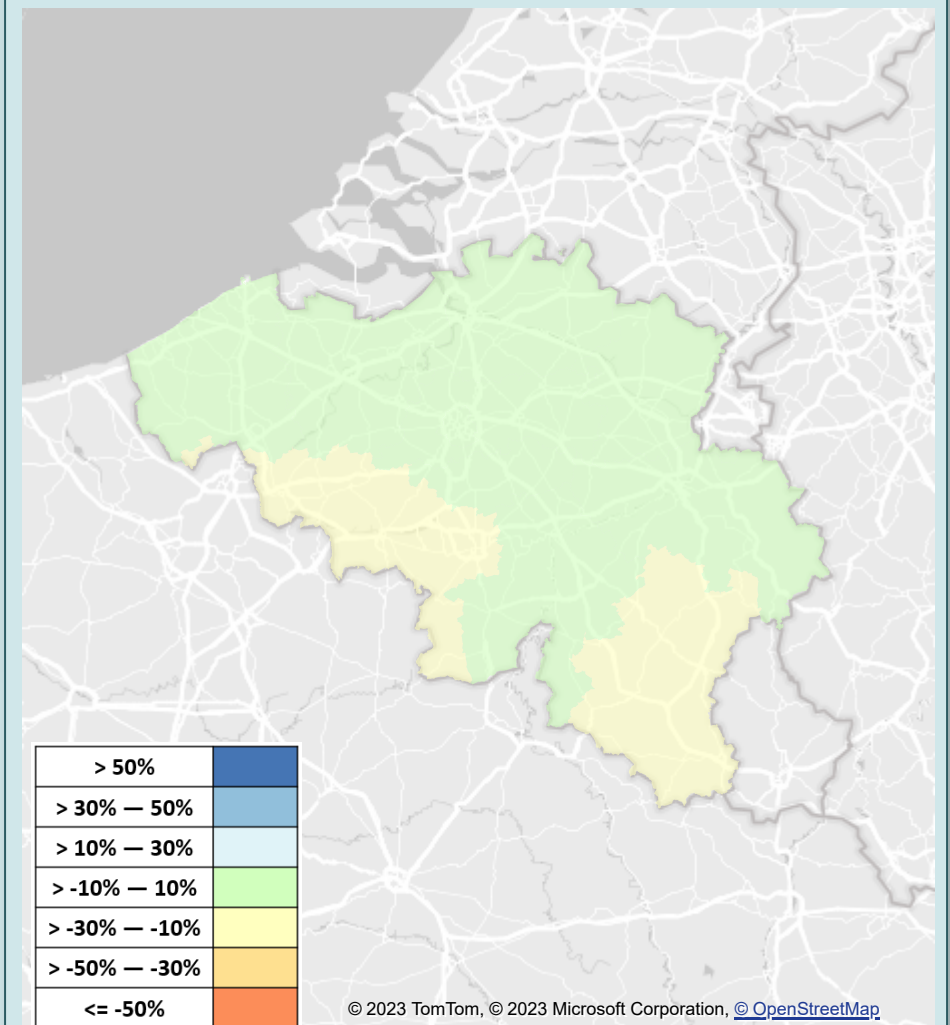 > 50%
> 30% — 50%
> 10% — 30%
> -10% — 10%
> -30% — -10%
> -50% — -30%
<= -50%
© 2023 TomTom, © 2023 Microsoft Corporation, © OpenStreetMap